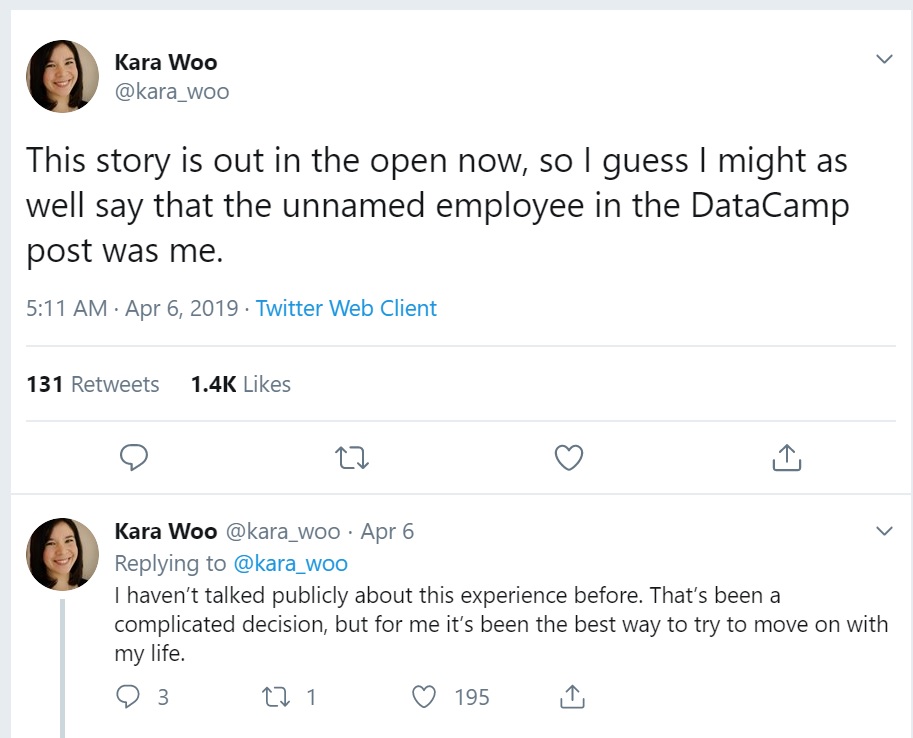 Kara Woo
@kara_woo
This story is out in the open now, so I guess I might as
well say that the unnamed employee in the DataCamp
post was me.
5:11 AM · Apr 6, 2019 · Twitter Web Client
131 Retweets 1.4K Likes
Kara Woo @kara_woo · Apr 6
Replying to @kara_woo
I haven’t talked publicly about this experience before. That’s been a
complicated decision, but for me it’s been the best way to try to move on with
my life.
3 1 195